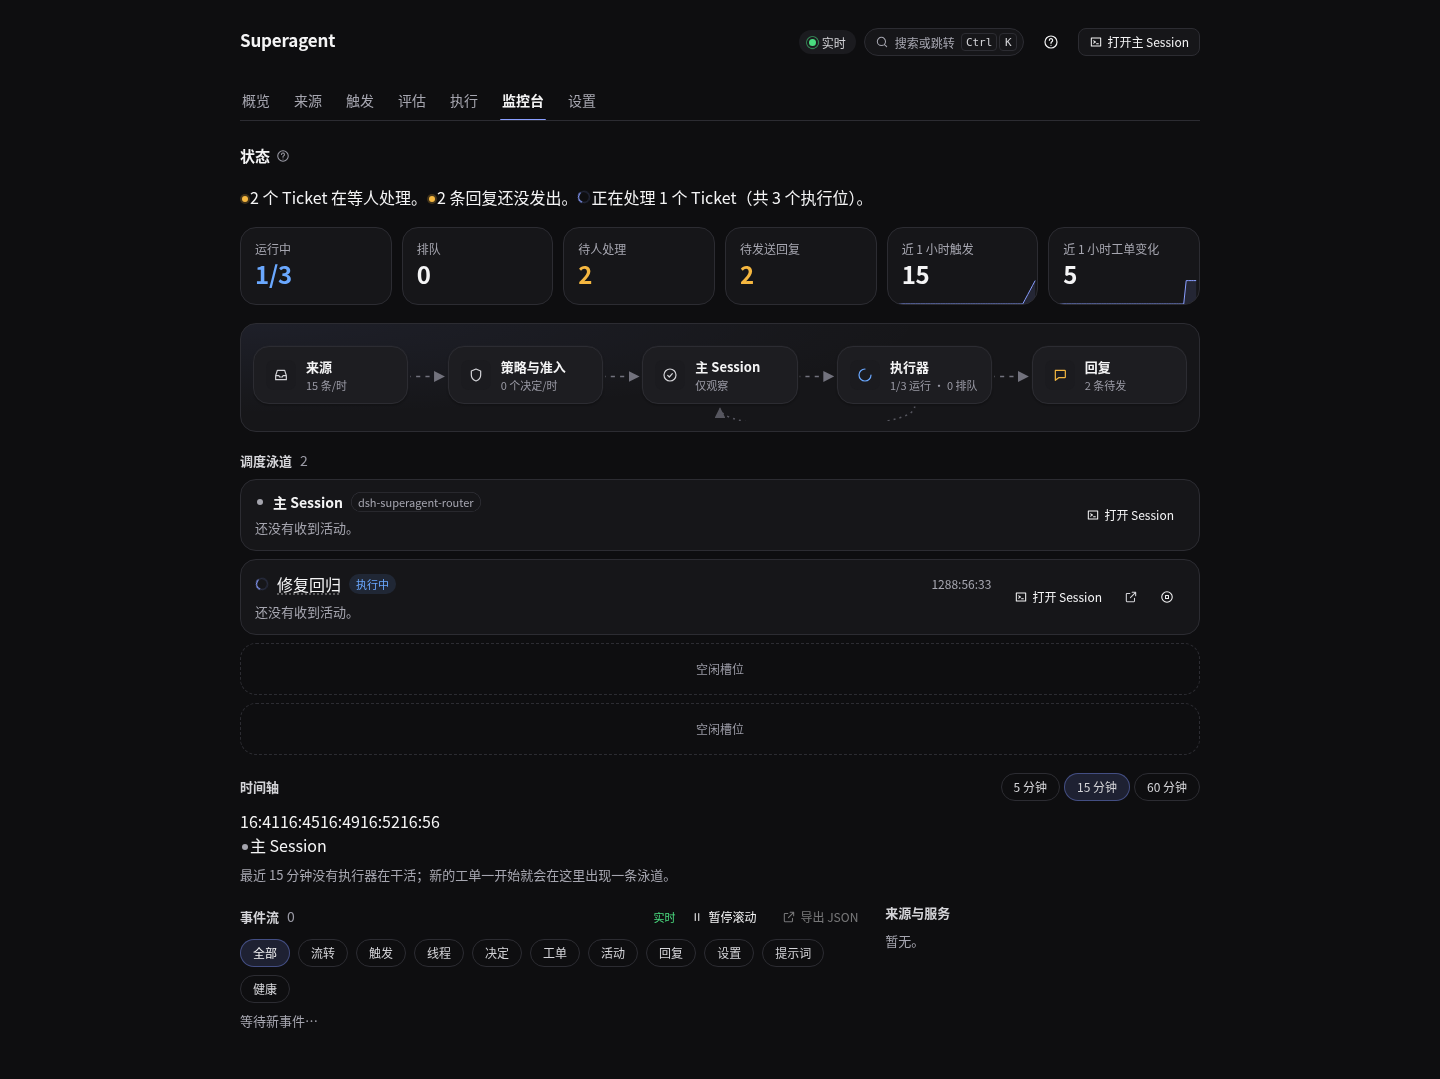 Superagent
实时
搜索或跳转 Ctrl K
打开主 Session
概览 来源 触发 评估 执行 监控台 设置
状态
2 个 Ticket 在等人处理。2 条回复还没发出。正在处理 1 个 Ticket（共 3 个执行位）。
运行中
1/3
排队
0
待人处理
2
待发送回复
2
近 1 小时触发
15
近 1 小时工单变化
5
来源
15 条/时
策略与准入
0 个决定/时
主 Session
仅观察
执行器
1/3 运行 · 0 排队
回复
2 条待发
调度泳道 2
主 Session dsh-superagent-router
还没有收到活动。
打开 Session
修复回归 执行中
还没有收到活动。
1288:56:33
打开 Session
空闲槽位
空闲槽位
时间轴
5 分钟 15 分钟 60 分钟
16:4116:4516:4916:5216:56
主 Session
最近 15 分钟没有执行器在干活；新的工单一开始就会在这里出现一条泳道。
事件流 0
实时 暂停滚动 导出 JSON
全部 流转 触发 线程 决定 工单 活动 回复 设置 提示词
健康
等待新事件…
来源与服务
暂无。